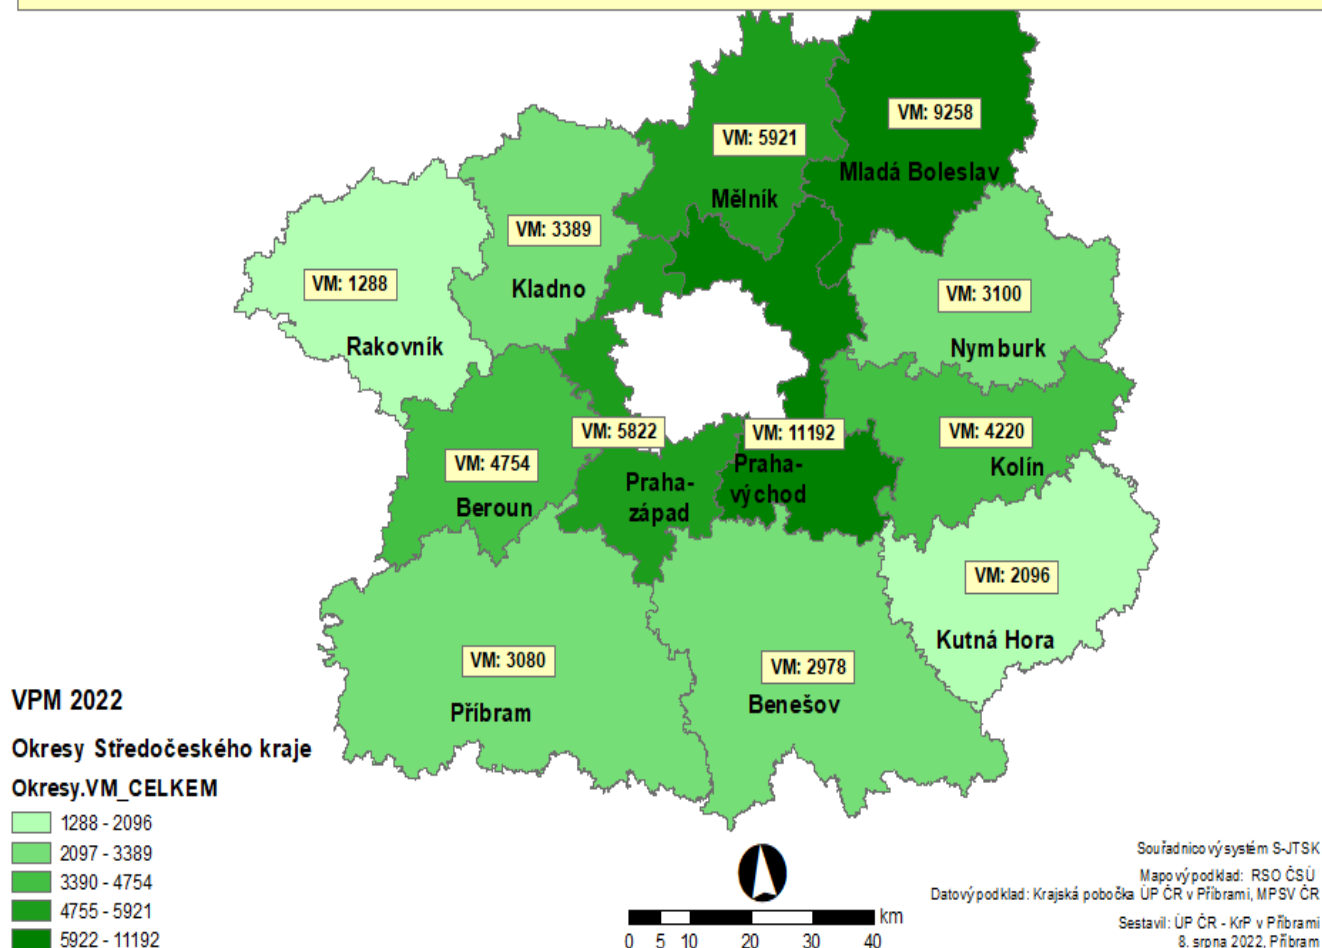 VM: 9258
VM: 5921
Mladá Boleslav
Mělník
VM: 3389
VM: 1288
Kladno
VM: 3100
Rakovník
Nymburk
VM: 5822
VM: 11192
VM: 4220
VM: 4754
Praha-
východ
Kolín
Beroun
Praha-
západ
VM: 2096
Kutná Hora
VM: 3080
VM: 2978
Příbram
Benešov
VPM 2022
Okresy Středočeského kraje
Okresy.VM_CELKEM
1288 - 2096
2097 - 3389
3390 - 4754
4755 - 5921
5922 - 11192
km
0 5 10 20 30 40
Souřadnicový systém S-JTSK
Mapový podklad: RSO ČSÚ
Datový podklad: Krajská pobočka ÚP ČR v Příbrami, MPSV ČR
Sestavil: ÚP ČR - KrP v Příbrami
8. srpna 2022, Příbram